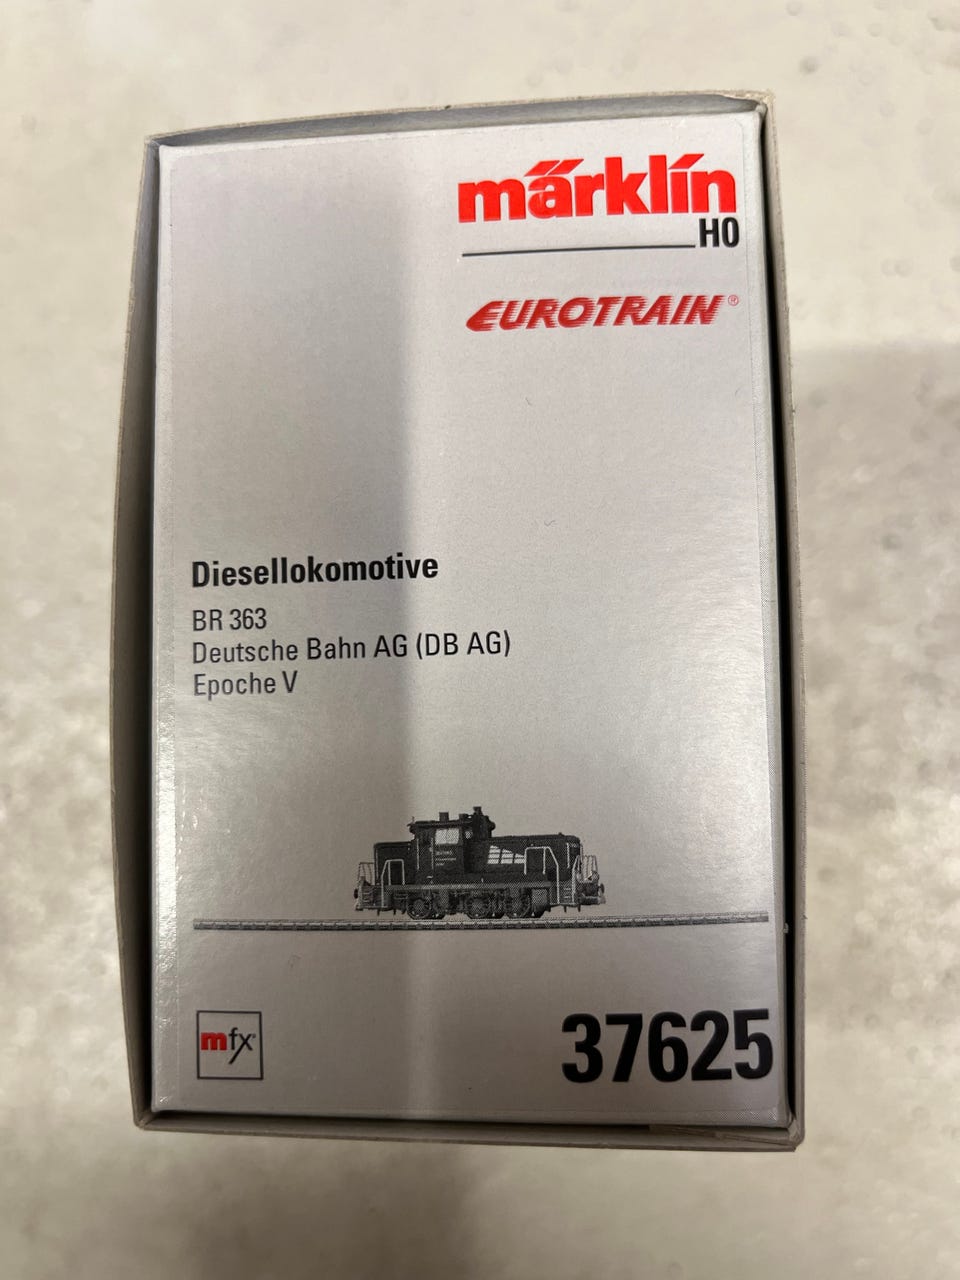 märklin
H0
EUROTRAIN®
Diesellokomotive
BR 363
Deutsche Bahn AG (DB AG)
Epoche V
mfx®
37625